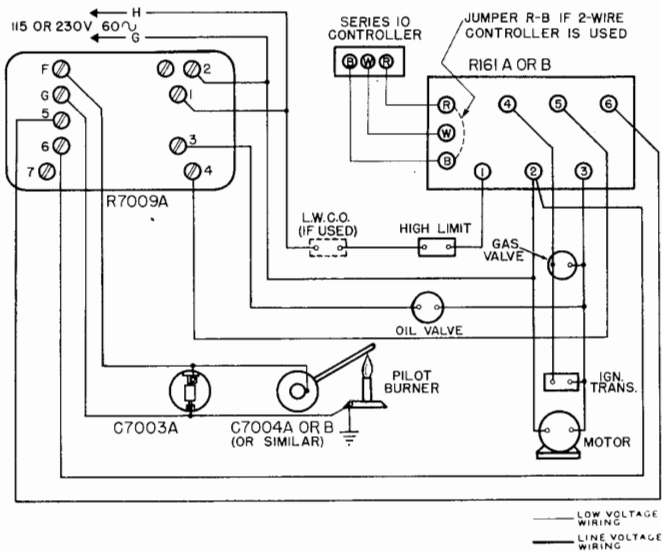 H
115 OR 230V 60∿
G
SERIES 10
CONTROLLER
JUMPER R-B IF 2-WIRE
CONTROLLER IS USED
R161 A OR B
R W R
F 2
G 1
5
6 3
7 4
R7009A
R 4 5 6
W
B
1 2 3
L.W.C.O.
(IF USED)
HIGH LIMIT
GAS
VALVE
OIL VALVE
PILOT
BURNER
IGN.
TRANS.
C7003A
C7004A OR B
(OR SIMILAR)
MOTOR
LOW VOLTAGE
WIRING
LINE VOLTAGE
WIRING